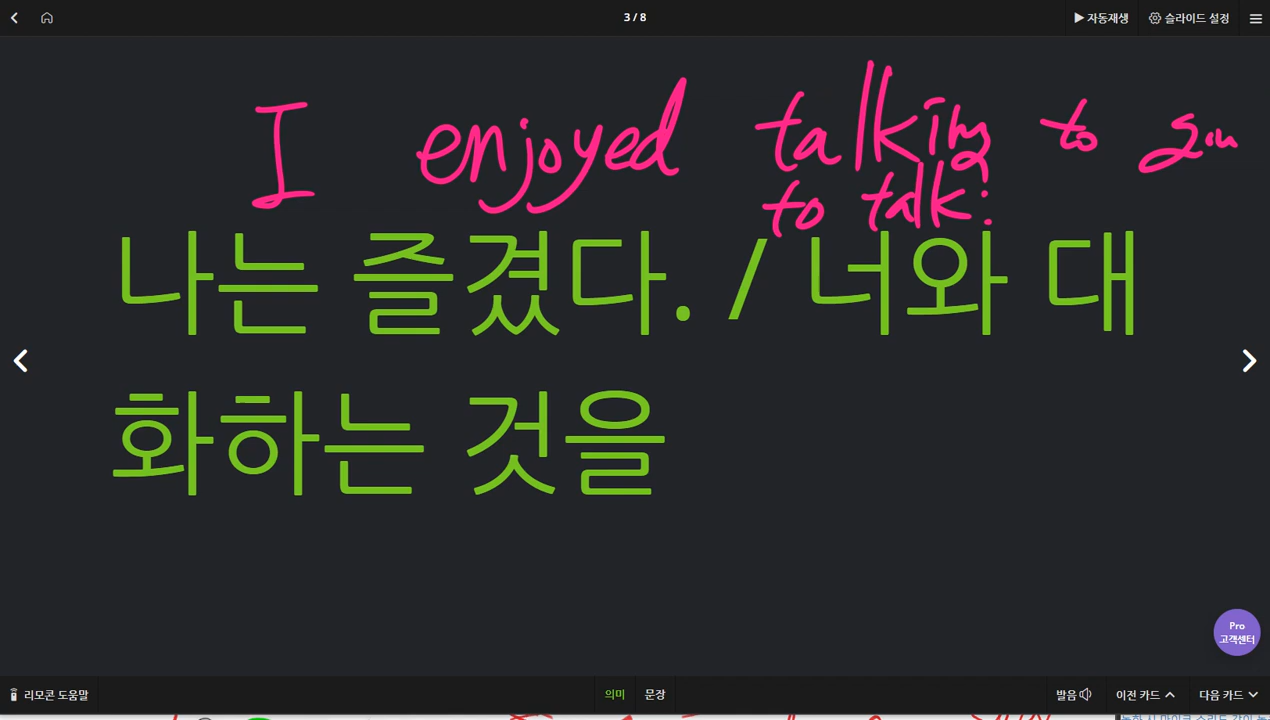 3 / 8
자동재생
슬라이드 설정
I enjoyed talking to
to talk
나는 즐겼다. / 너와 대
화하는 것을
Pro
고객센터
리모콘 도움말
의미
문장
발음
이전 카드
다음 카드